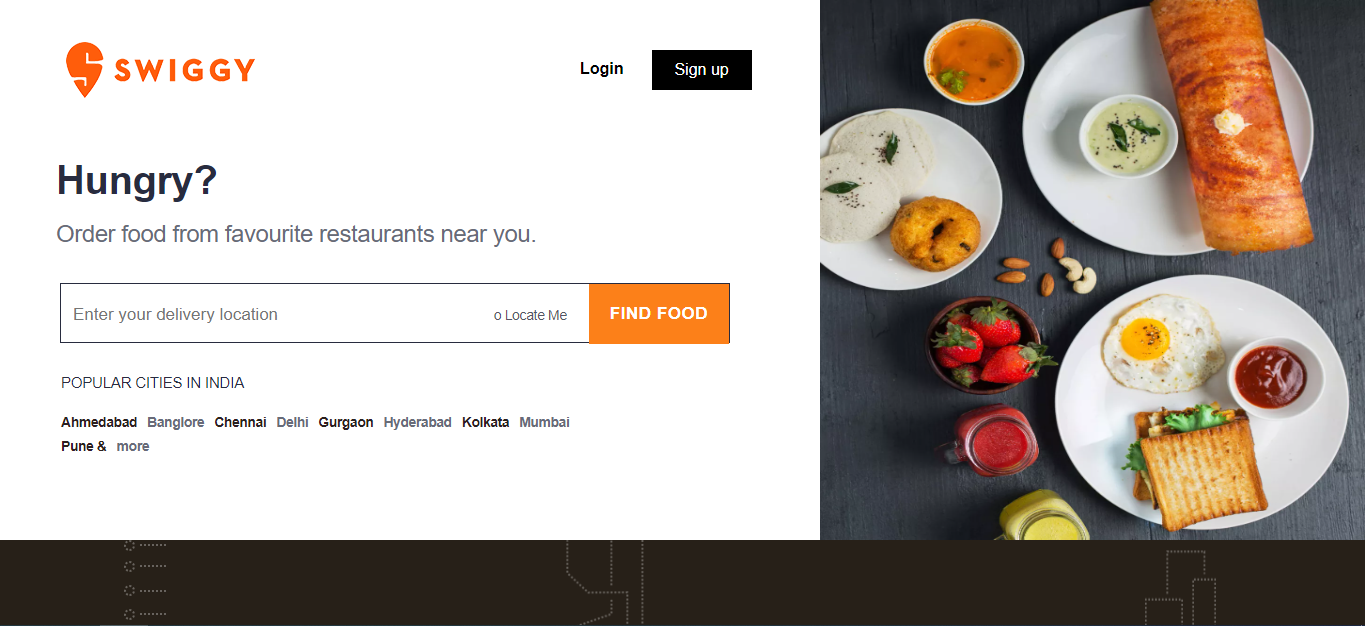 SWIGGY
Login
Sign up
Hungry?
Order food from favourite restaurants near you.
Enter your delivery location
o Locate Me
FIND FOOD
POPULAR CITIES IN INDIA
Ahmedabad Banglore Chennai Delhi Gurgaon Hyderabad Kolkata Mumbai
Pune & more